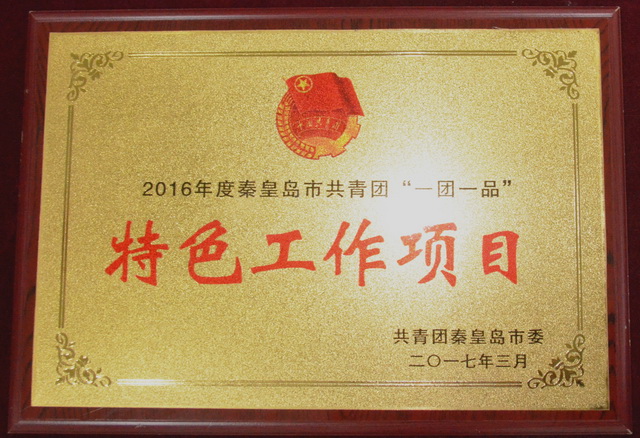 2016年度秦皇岛市共青团“一团一品”
特色工作项目
共青团秦皇岛市委
二〇一七年三月